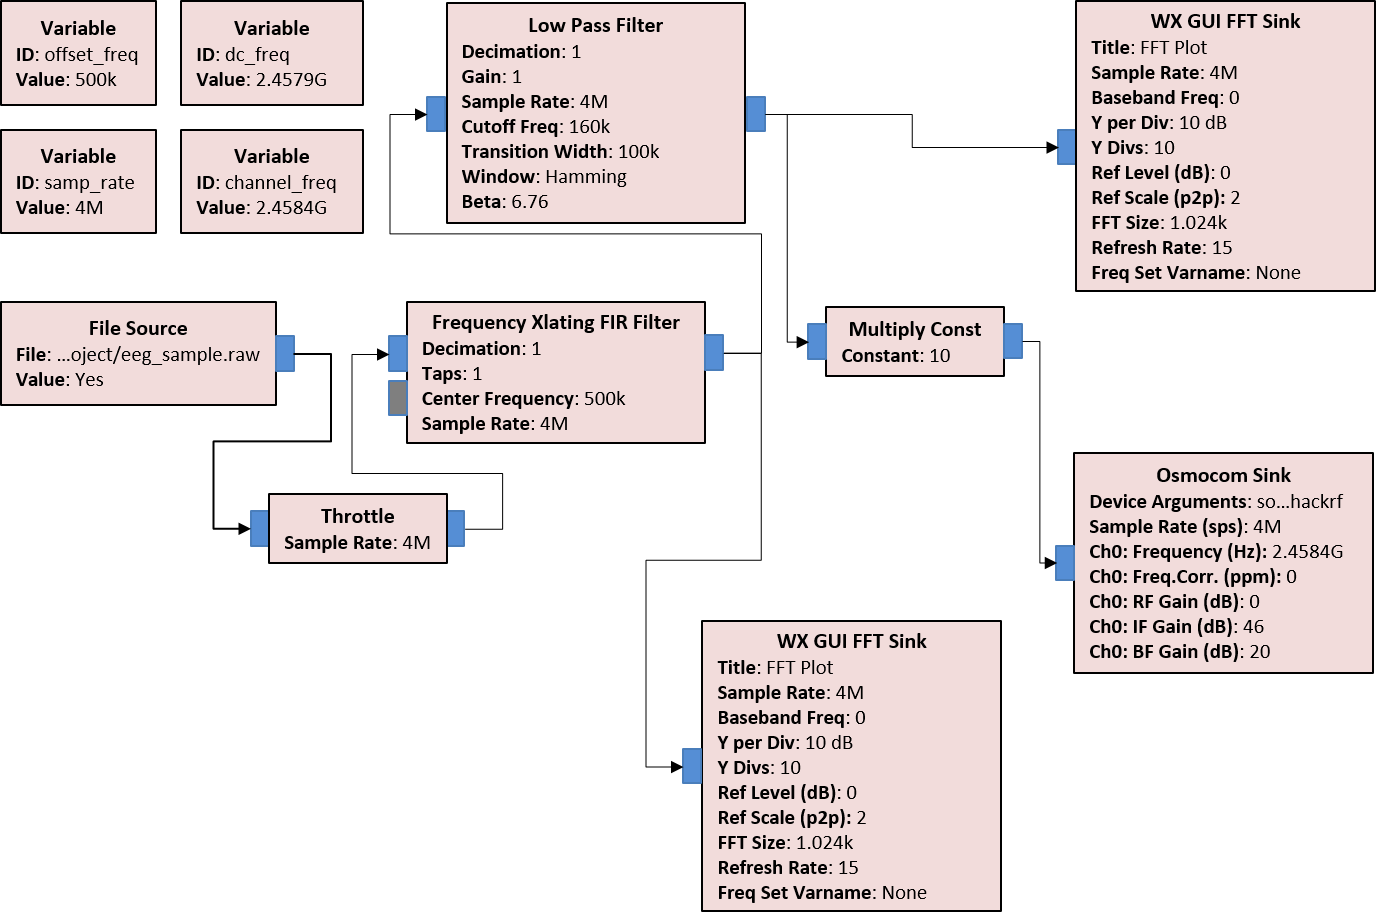 Variable
ID: offset_freq
Value: 500k
Variable
ID: dc_freq
Value: 2.4579G
Variable
ID: samp_rate
Value: 4M
Variable
ID: channel_freq
Value: 2.4584G
Low Pass Filter
Decimation: 1
Gain: 1
Sample Rate: 4M
Cutoff Freq: 160k
Transition Width: 100k
Window: Hamming
Beta: 6.76
WX GUI FFT Sink
Title: FFT Plot
Sample Rate: 4M
Baseband Freq: 0
Y per Div: 10 dB
Y Divs: 10
Ref Level (dB): 0
Ref Scale (p2p): 2
FFT Size: 1.024k
Refresh Rate: 15
Freq Set Varname: None
File Source
File: ...oject/eeg_sample.raw
Value: Yes
Frequency Xlating FIR Filter
Decimation: 1
Taps: 1
Center Frequency: 500k
Sample Rate: 4M
Multiply Const
Constant: 10
Throttle
Sample Rate: 4M
Osmocom Sink
Device Arguments: so...hackrf
Sample Rate (sps): 4M
Ch0: Frequency (Hz): 2.4584G
Ch0: Freq.Corr. (ppm): 0
Ch0: RF Gain (dB): 0
Ch0: IF Gain (dB): 46
Ch0: BF Gain (dB): 20
WX GUI FFT Sink
Title: FFT Plot
Sample Rate: 4M
Baseband Freq: 0
Y per Div: 10 dB
Y Divs: 10
Ref Level (dB): 0
Ref Scale (p2p): 2
FFT Size: 1.024k
Refresh Rate: 15
Freq Set Varname: None